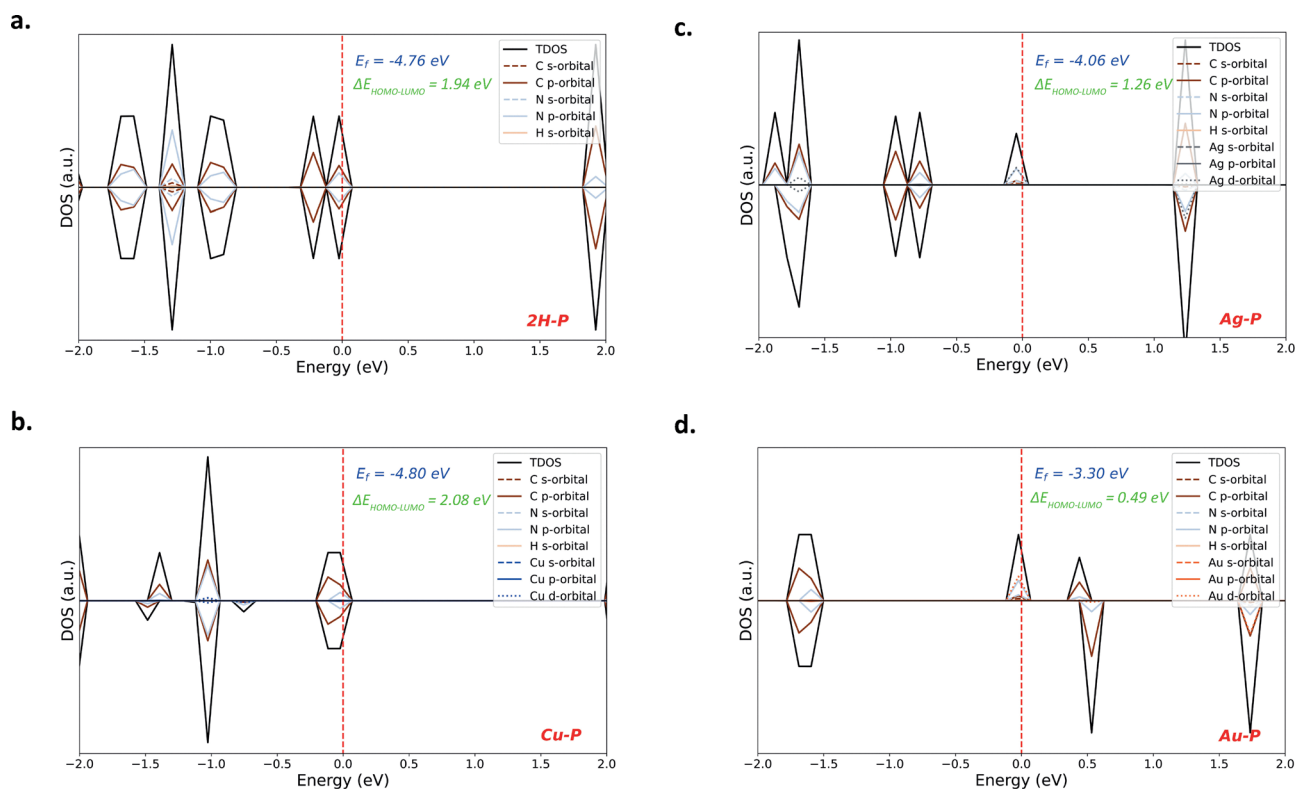 a.
E_f = -4.76 eV
ΔE_HOMO-LUMO = 1.94 eV
TDOS
C s-orbital
C p-orbital
N s-orbital
N p-orbital
H s-orbital
DOS (a.u.)
2H-P
−2.0 −1.5 −1.0 −0.5 0.0 0.5 1.0 1.5 2.0
Energy (eV)
c.
E_f = -4.06 eV
ΔE_HOMO-LUMO = 1.26 eV
TDOS
C s-orbital
C p-orbital
N s-orbital
N p-orbital
H s-orbital
Ag s-orbital
Ag p-orbital
Ag d-orbital
DOS (a.u.)
Ag-P
−2.0 −1.5 −1.0 −0.5 0.0 0.5 1.0 1.5 2.0
Energy (eV)
b.
E_f = -4.80 eV
ΔE_HOMO-LUMO = 2.08 eV
TDOS
C s-orbital
C p-orbital
N s-orbital
N p-orbital
H s-orbital
Cu s-orbital
Cu p-orbital
Cu d-orbital
DOS (a.u.)
Cu-P
−2.0 −1.5 −1.0 −0.5 0.0 0.5 1.0 1.5 2.0
Energy (eV)
d.
E_f = -3.30 eV
ΔE_HOMO-LUMO = 0.49 eV
TDOS
C s-orbital
C p-orbital
N s-orbital
N p-orbital
H s-orbital
Au s-orbital
Au p-orbital
Au d-orbital
DOS (a.u.)
Au-P
−2.0 −1.5 −1.0 −0.5 0.0 0.5 1.0 1.5 2.0
Energy (eV)